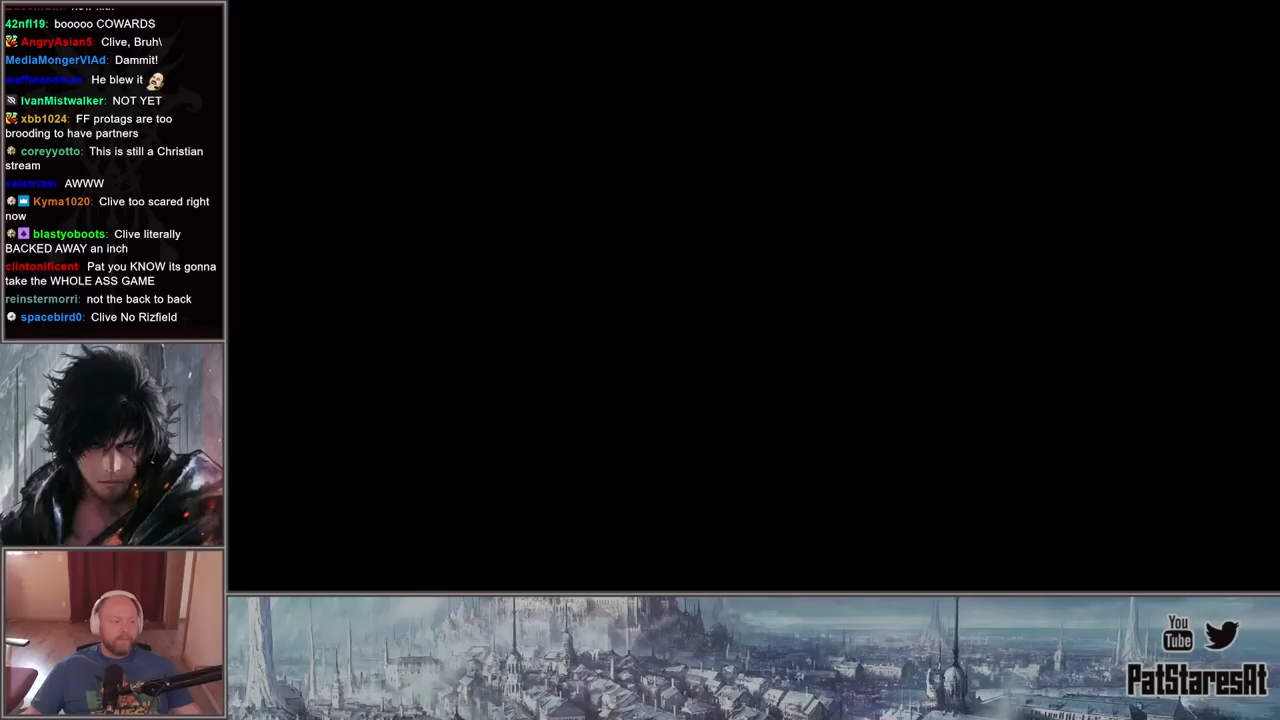 42nfl19: booooo COWARDS
AngryAsian5: Clive, Bruh\
MediaMongerVIAd: Dammit!
He blew it
IvanMistwalker: NOT YET
xbb1024: FF protags are too
brooding to have partners
coreyyotto: This is still a Christian
stream
AWWW
Kyma1020: Clive too scared right
now
blastyoboots: Clive literally
BACKED AWAY an inch
clintonificent: Pat you KNOW its gonna
take the WHOLE ASS GAME
reinstermorri: not the back to back
spacebird0: Clive No Rizfield
You
Tube
PatStaresAt